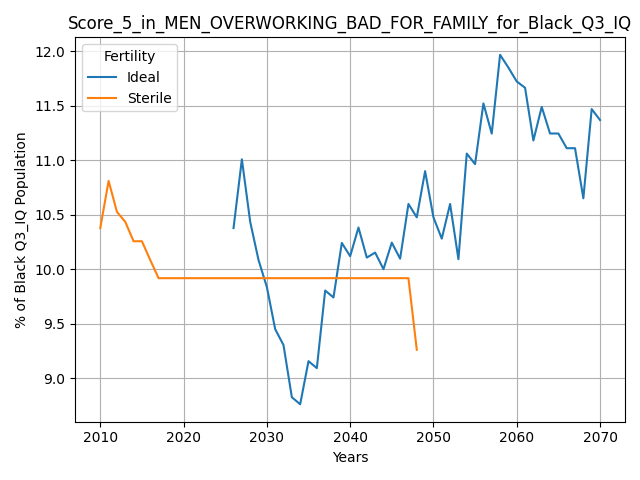 Score_5_in_MEN_OVERWORKING_BAD_FOR_FAMILY_for_Black_Q3_IQ
Fertility
Ideal
Sterile
% of Black Q3_IQ Population
12.0
11.5
11.0
10.5
10.0
9.5
9.0
2010 2020 2030 2040 2050 2060 2070
Years